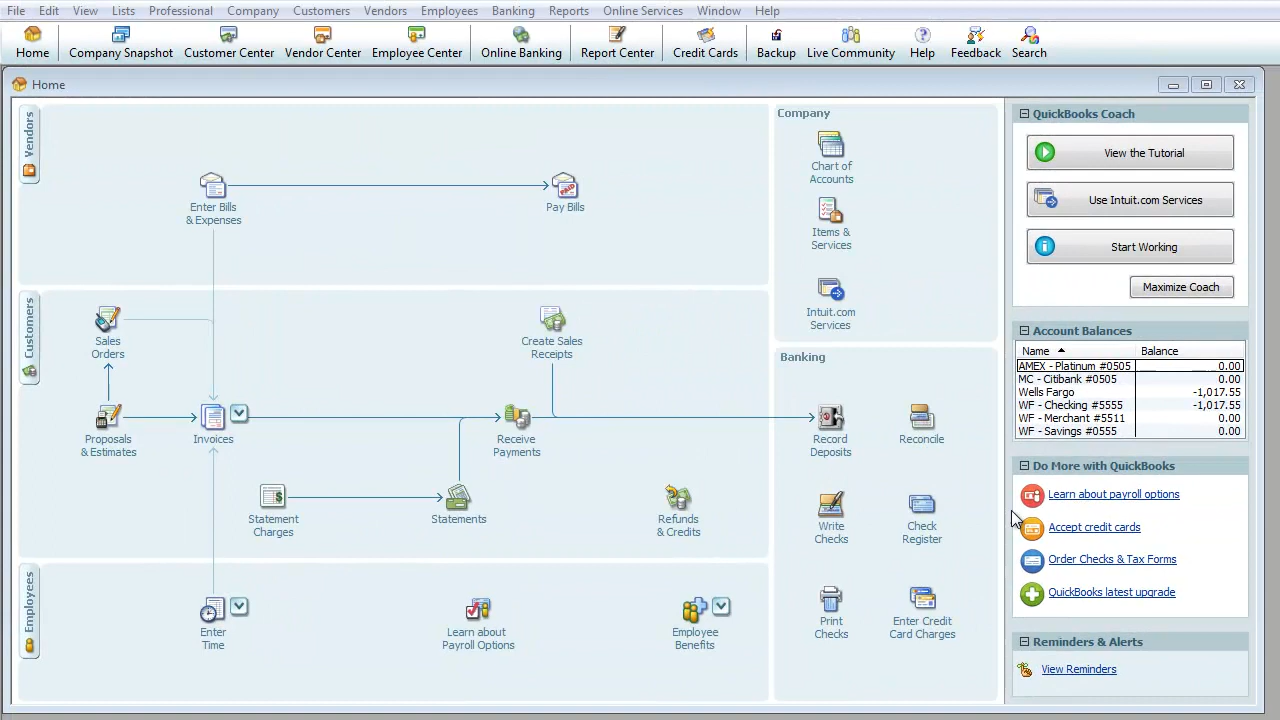 File Edit View Lists Professional Company Customers Vendors Employees Banking Reports Online Services Window Help
Home Company Snapshot Customer Center Vendor Center Employee Center Online Banking Report Center Credit Cards Backup Live Community Help Feedback Search
Home
Vendors
Enter Bills
& Expenses
Pay Bills
Customers
Sales
Orders
Create Sales
Receipts
Proposals
& Estimates
Invoices
Receive
Payments
Statement
Charges
Statements
Refunds
& Credits
Employees
Enter
Time
Learn about
Payroll Options
Employee
Benefits
Company
Chart of
Accounts
Items &
Services
Intuit.com
Services
Banking
Record
Deposits
Reconcile
Write
Checks
Check
Register
Print
Checks
Enter Credit
Card Charges
QuickBooks Coach
View the Tutorial
Use Intuit.com Services
Start Working
Maximize Coach
Account Balances
Name Balance
AMEX - Platinum #0505 0.00
MC - Citibank #0505 0.00
Wells Fargo -1,017.55
WF - Checking #5555 -1,017.55
WF - Merchant #5511 0.00
WF - Savings #0555 0.00
Do More with QuickBooks
Learn about payroll options
Accept credit cards
Order Checks & Tax Forms
QuickBooks latest upgrade
Reminders & Alerts
View Reminders